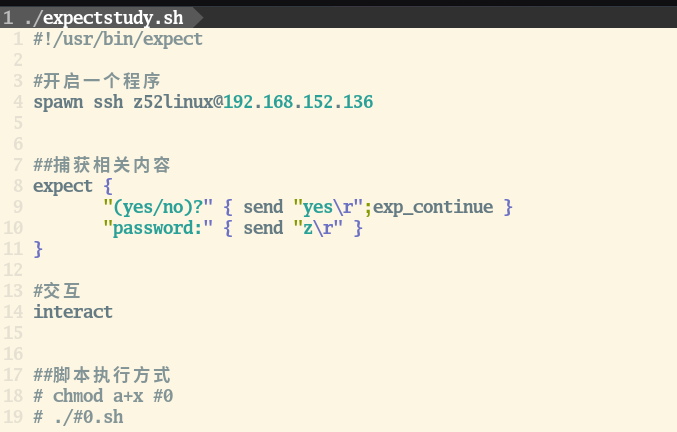 1 ./expectstudy.sh
1 #!/usr/bin/expect
2
3 #开启一个程序
4 spawn ssh z52linux@192.168.152.136
5
6
7 ##捕获相关内容
8 expect {
9 "(yes/no)?" { send "yes\r";exp_continue }
10 "password:" { send "z\r" }
11 }
12
13 #交互
14 interact
15
16
17 ##脚本执行方式
18 # chmod a+x #0
19 # ./#0.sh